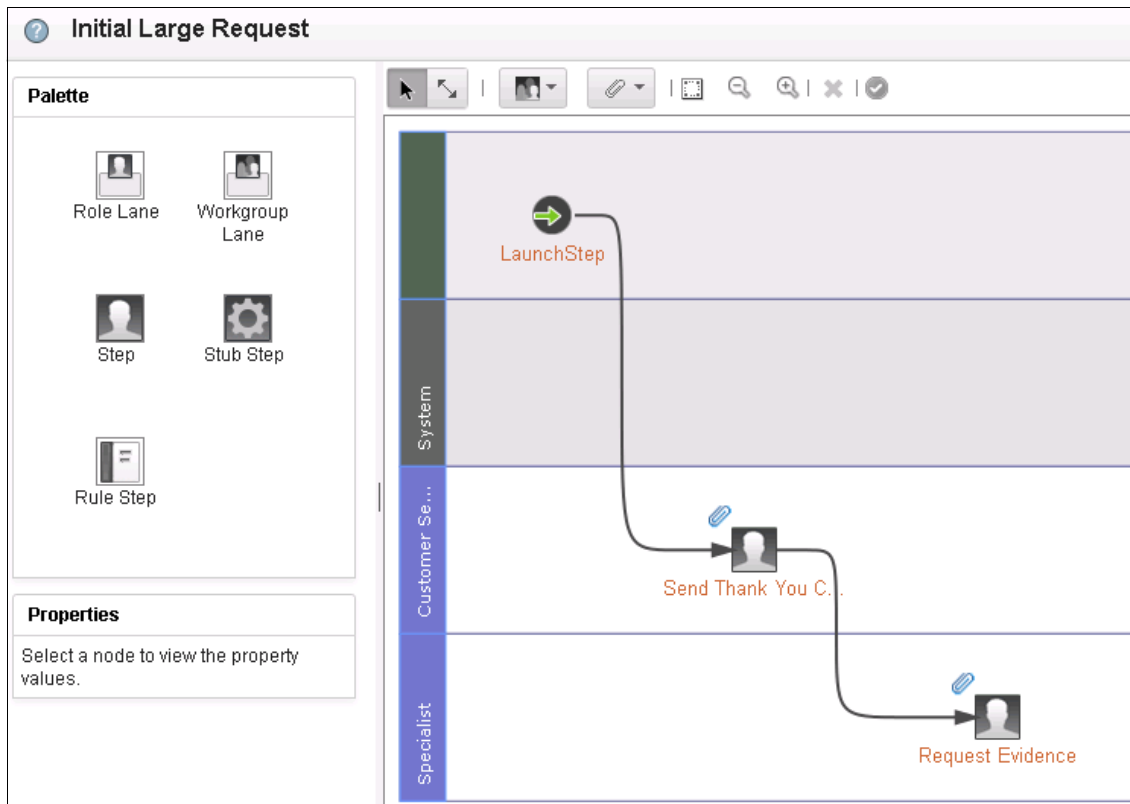 Initial Large Request
Palette
Role Lane
Workgroup
Lane
Step
Stub Step
Rule Step
Properties
Select a node to view the property
values.
LaunchStep
System
Customer Se...
Send Thank You C...
Specialist
Request Evidence